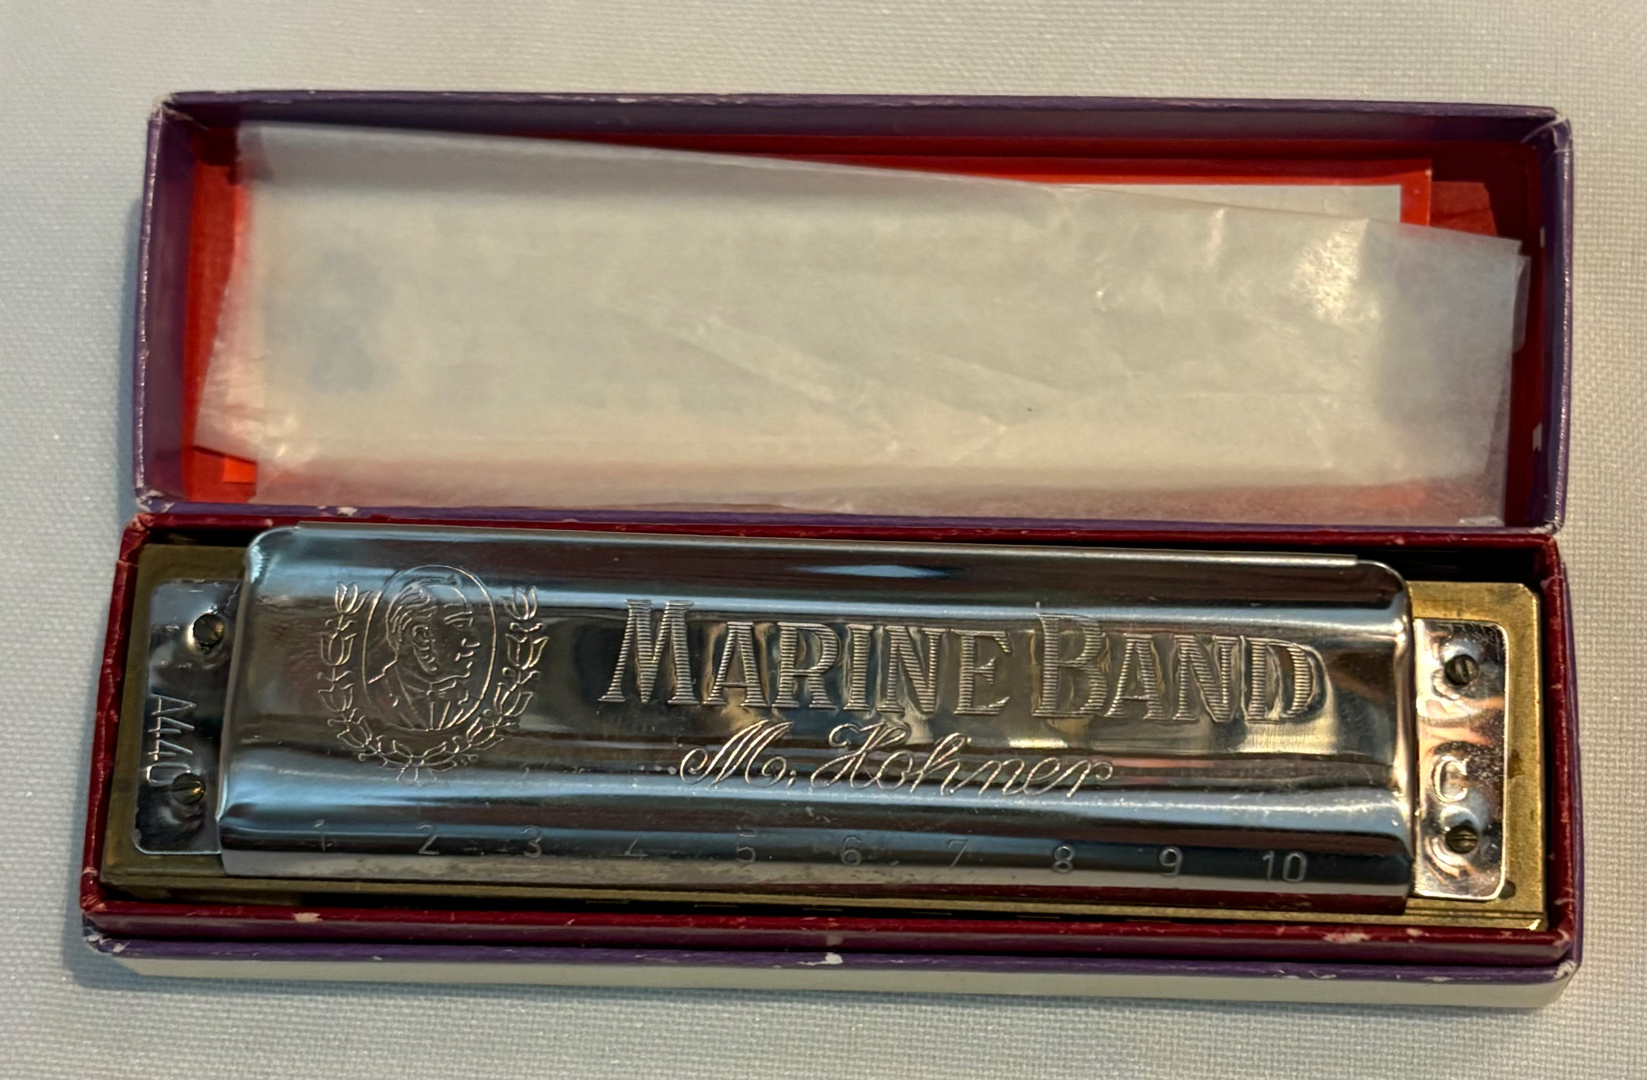 MARINE BAND
M. Hohner
A440
C
1 2 3 4 5 6 7 8 9 10